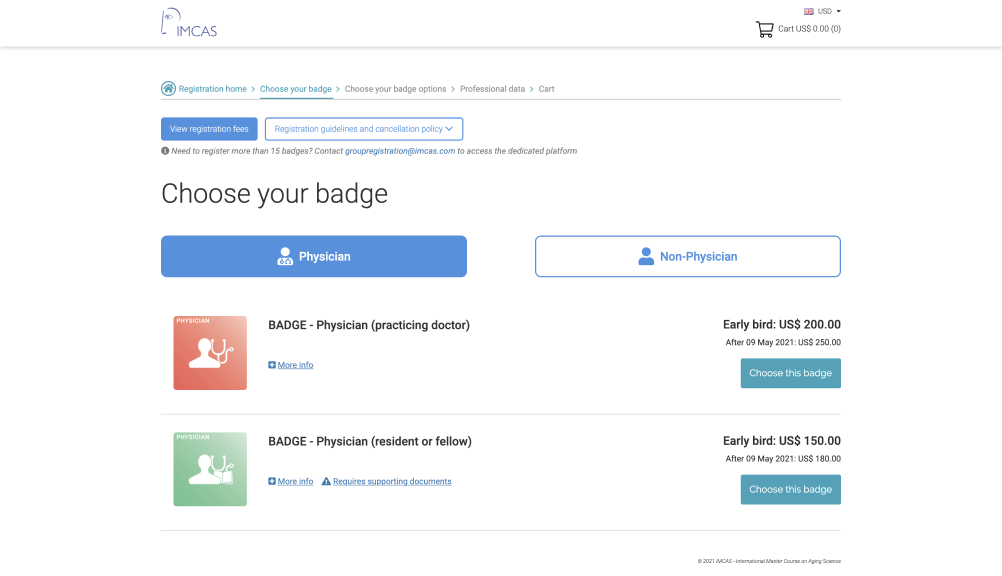 IMCAS
USD
Cart US$ 0.00 (0)
Registration home > Choose your badge > Choose your badge options > Professional data > Cart
View registration fees
Registration guidelines and cancellation policy
Need to register more than 15 badges? Contact groupregistration@imcas.com to access the dedicated platform
Choose your badge
Physician
Non-Physician
PHYSICIAN
BADGE - Physician (practicing doctor)
More info
Early bird: US$ 200.00
After 09 May 2021: US$ 250.00
Choose this badge
PHYSICIAN
BADGE - Physician (resident or fellow)
More info
Requires supporting documents
Early bird: US$ 150.00
After 09 May 2021: US$ 180.00
Choose this badge
© 2021 IMCAS - International Master Course on Aging Science